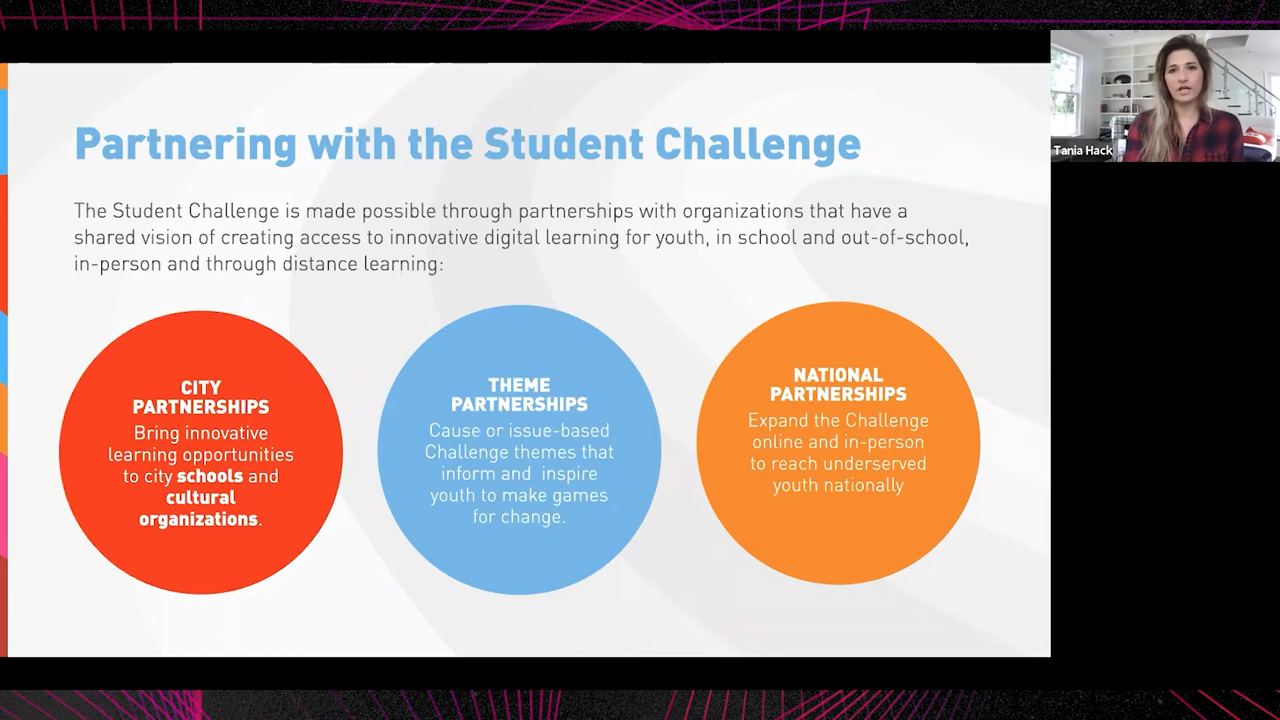 Partnering with the Student Challenge
The Student Challenge is made possible through partnerships with organizations that have a
shared vision of creating access to innovative digital learning for youth, in school and out-of-school,
in-person and through distance learning:
CITY
PARTNERSHIPS
Bring innovative
learning opportunities
to city schools and
cultural
organizations.
THEME
PARTNERSHIPS
Cause or issue-based
Challenge themes that
inform and inspire
youth to make games
for change.
NATIONAL
PARTNERSHIPS
Expand the Challenge
online and in-person
to reach underserved
youth nationally
Tania Hack